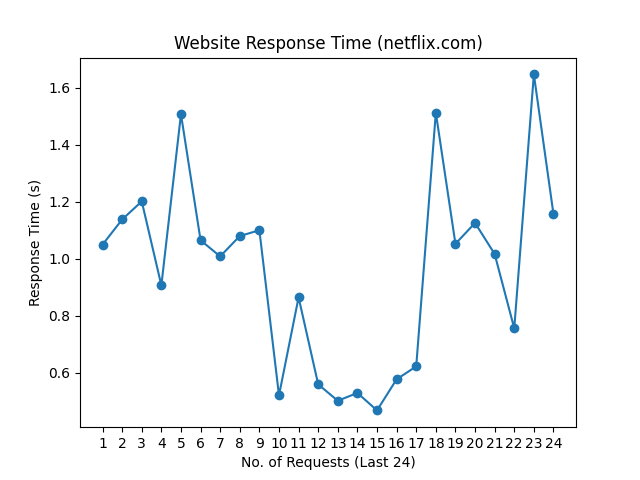 Website Response Time (netflix.com)
1.6
1.4
1.2
1.0
0.8
0.6
Response Time (s)
1 2 3 4 5 6 7 8 9 10 11 12 13 14 15 16 17 18 19 20 21 22 23 24
No. of Requests (Last 24)